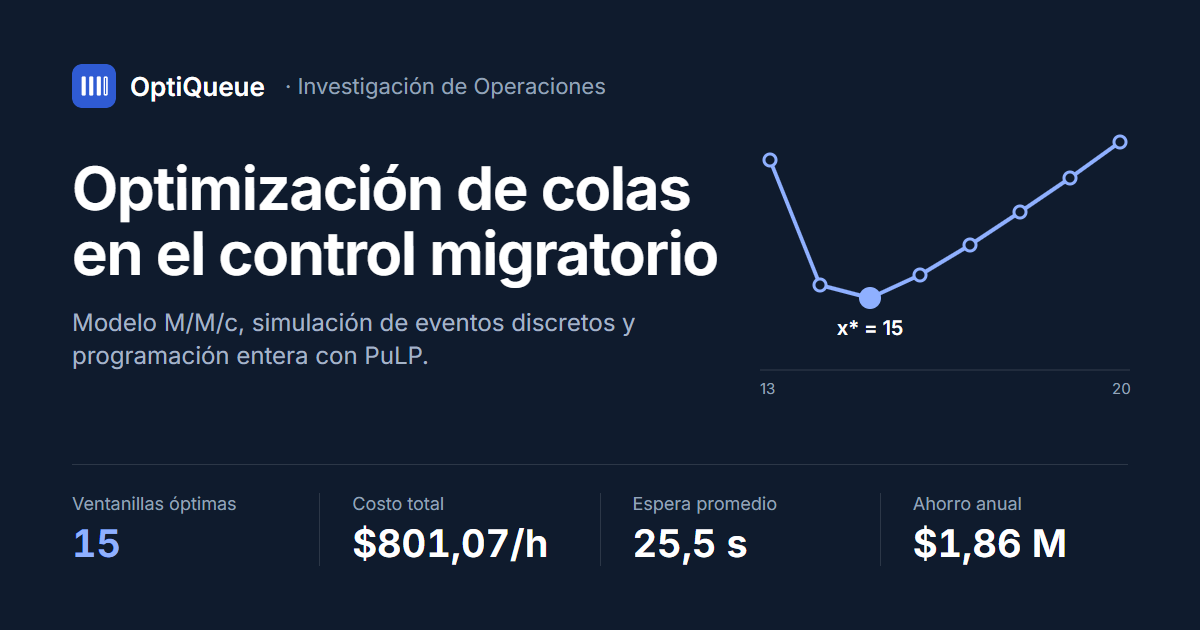 OptiQueue · Investigación de Operaciones
Optimización de colas
en el control migratorio
Modelo M/M/c, simulación de eventos discretos y
programación entera con PuLP.
x* = 15
13 20
Ventanillas óptimas
15
Costo total
$801,07/h
Espera promedio
25,5 s
Ahorro anual
$1,86 M